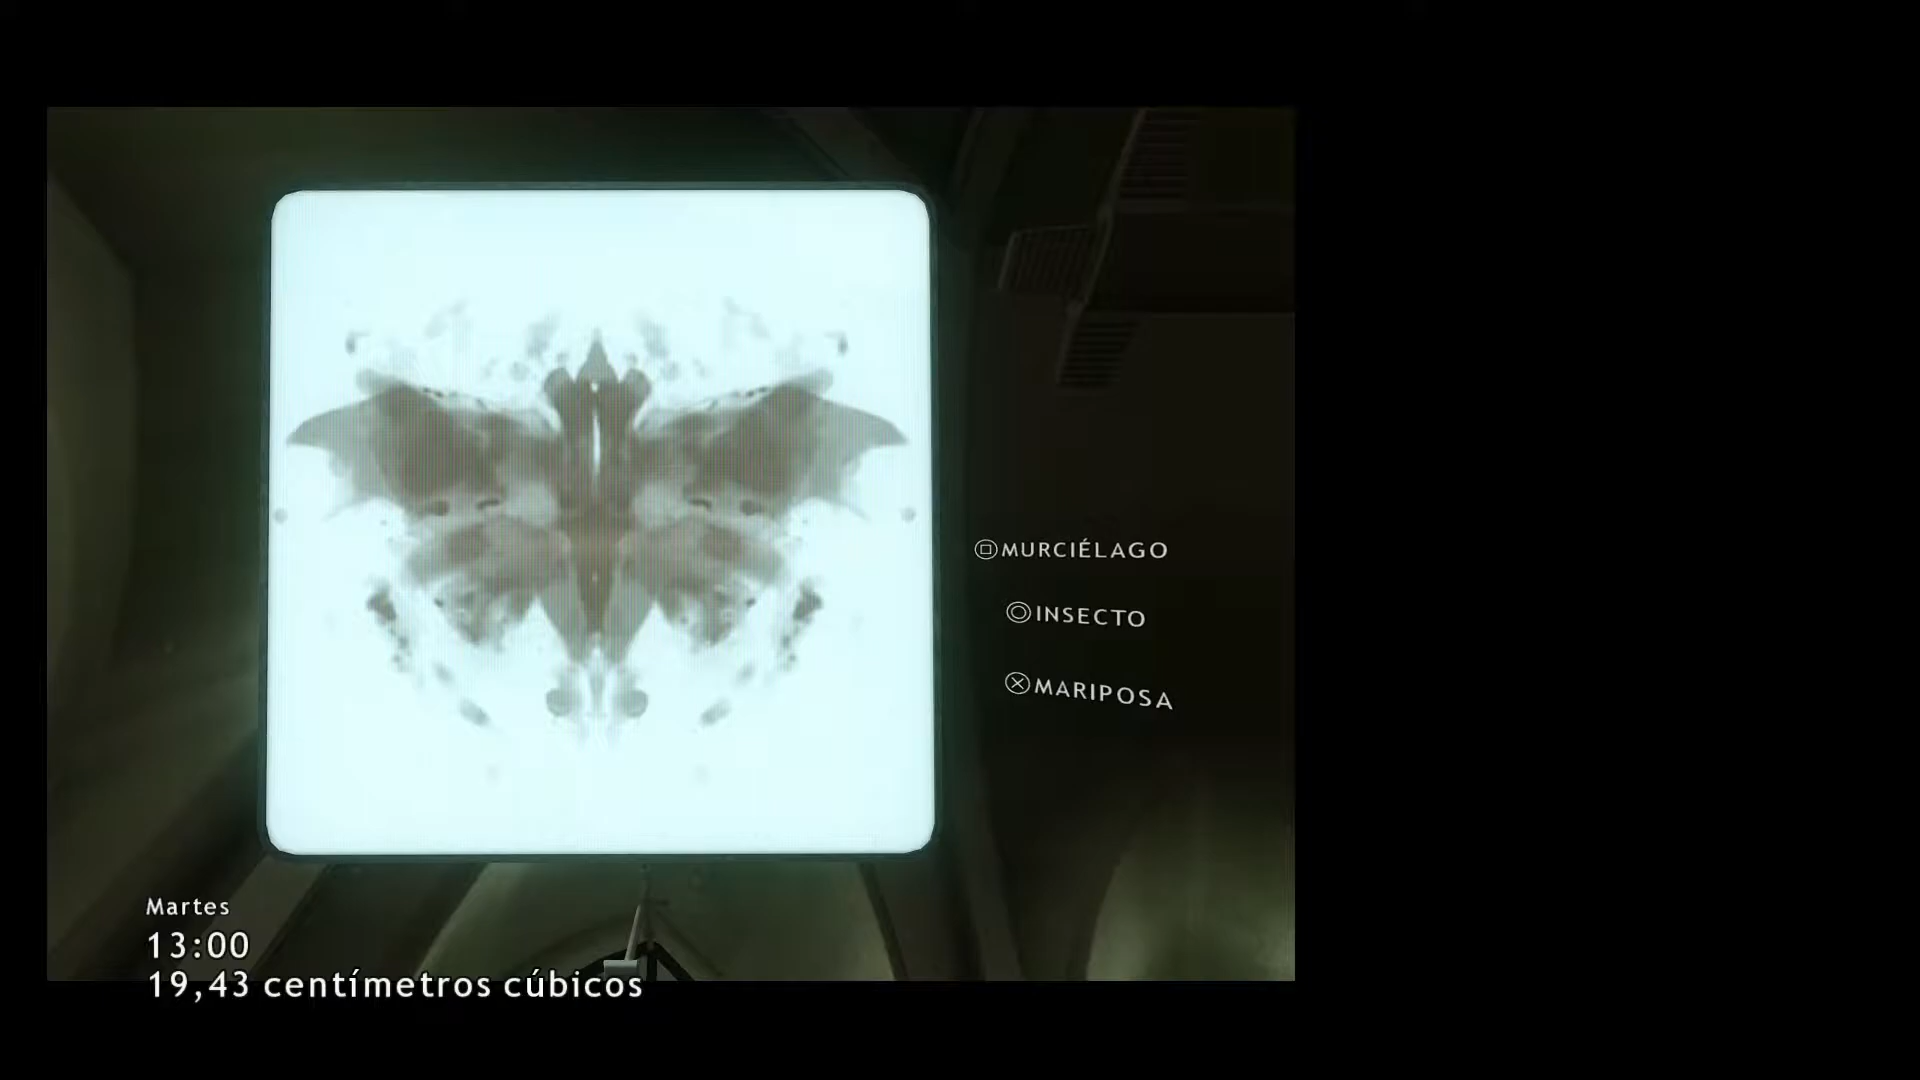 MURCIÉLAGO
INSECTO
MARIPOSA
Martes
13:00
19,43 centímetros cúbicos